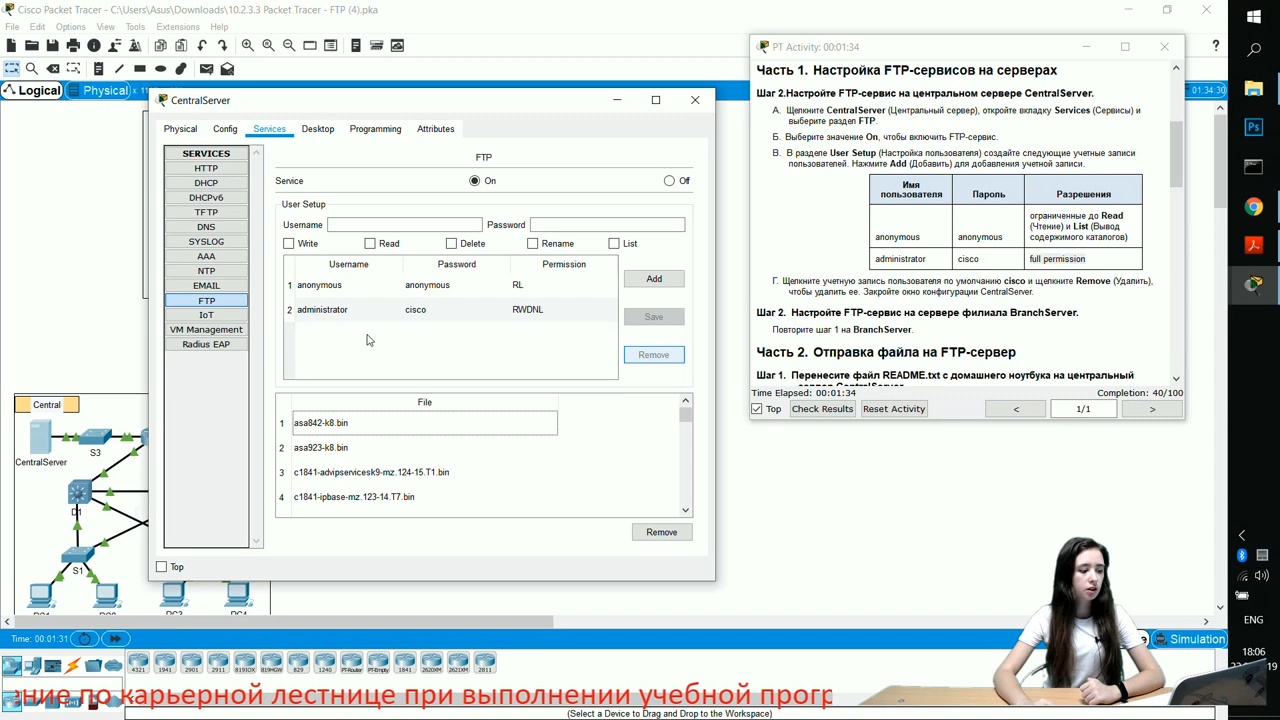 Cisco Packet Tracer - C:\Users\Asus\Downloads\10.2.3.3 Packet Tracer - FTP (4).pka
File Edit Options View Tools Extensions Help
Logical Physical
01:34:30
CentralServer
Physical Config Services Desktop Programming Attributes
SERVICES
HTTP
DHCP
DHCPv6
TFTP
DNS
SYSLOG
AAA
NTP
EMAIL
FTP
IoT
VM Management
Radius EAP
FTP
Service On Off
User Setup
Username Password
Write Read Delete Rename List
Username Password Permission
1 anonymous anonymous RL
2 administrator cisco RWDNL
Add
Save
Remove
File
1 asa842-k8.bin
2 asa923-k8.bin
3 c1841-advipservicesk9-mz.124-15.T1.bin
4 c1841-ipbase-mz.123-14.T7.bin
Remove
Top
PT Activity: 00:01:34
Часть 1. Настройка FTP-сервисов на серверах
Шаг 2.Настройте FTP-сервис на центральном сервере CentralServer.
А. Щелкните CentralServer (Центральный сервер), откройте вкладку Services (Сервисы) и
выберите раздел FTP.
Б. Выберите значение On, чтобы включить FTP-сервис.
В. В разделе User Setup (Настройка пользователя) создайте следующие учетные записи
пользователей. Нажмите Add (Добавить) для добавления учетной записи.
Имя
пользователя
Пароль
Разрешения
anonymous
anonymous
ограниченные до Read
(Чтение) и List (Вывод
содержимого каталогов)
administrator cisco full permission
Г. Щелкните учетную запись пользователя по умолчанию cisco и щелкните Remove (Удалить),
чтобы удалить ее. Закройте окно конфигурации CentralServer.
Шаг 2. Настройте FTP-сервис на сервере филиала BranchServer.
Повторите шаг 1 на BranchServer.
Часть 2. Отправка файла на FTP-сервер
Шаг 1. Перенесите файл README.txt с домашнего ноутбука на центральный
Time Elapsed: 00:01:34 Completion: 40/100
Top Check Results Reset Activity < 1/1 >
Central
CentralServer
S3
D1
S1
Time: 00:01:31
Simulation
4321 1941 2901 2911 819IOX 819HGW 829 1240 PT-Router PT-Empty 1841 2620XM 2621XM 2811
ние по карьерной лестнице при выполнении учебной прогр
(Select a Device to Drag and Drop to the Workspace)
ENG
18:06